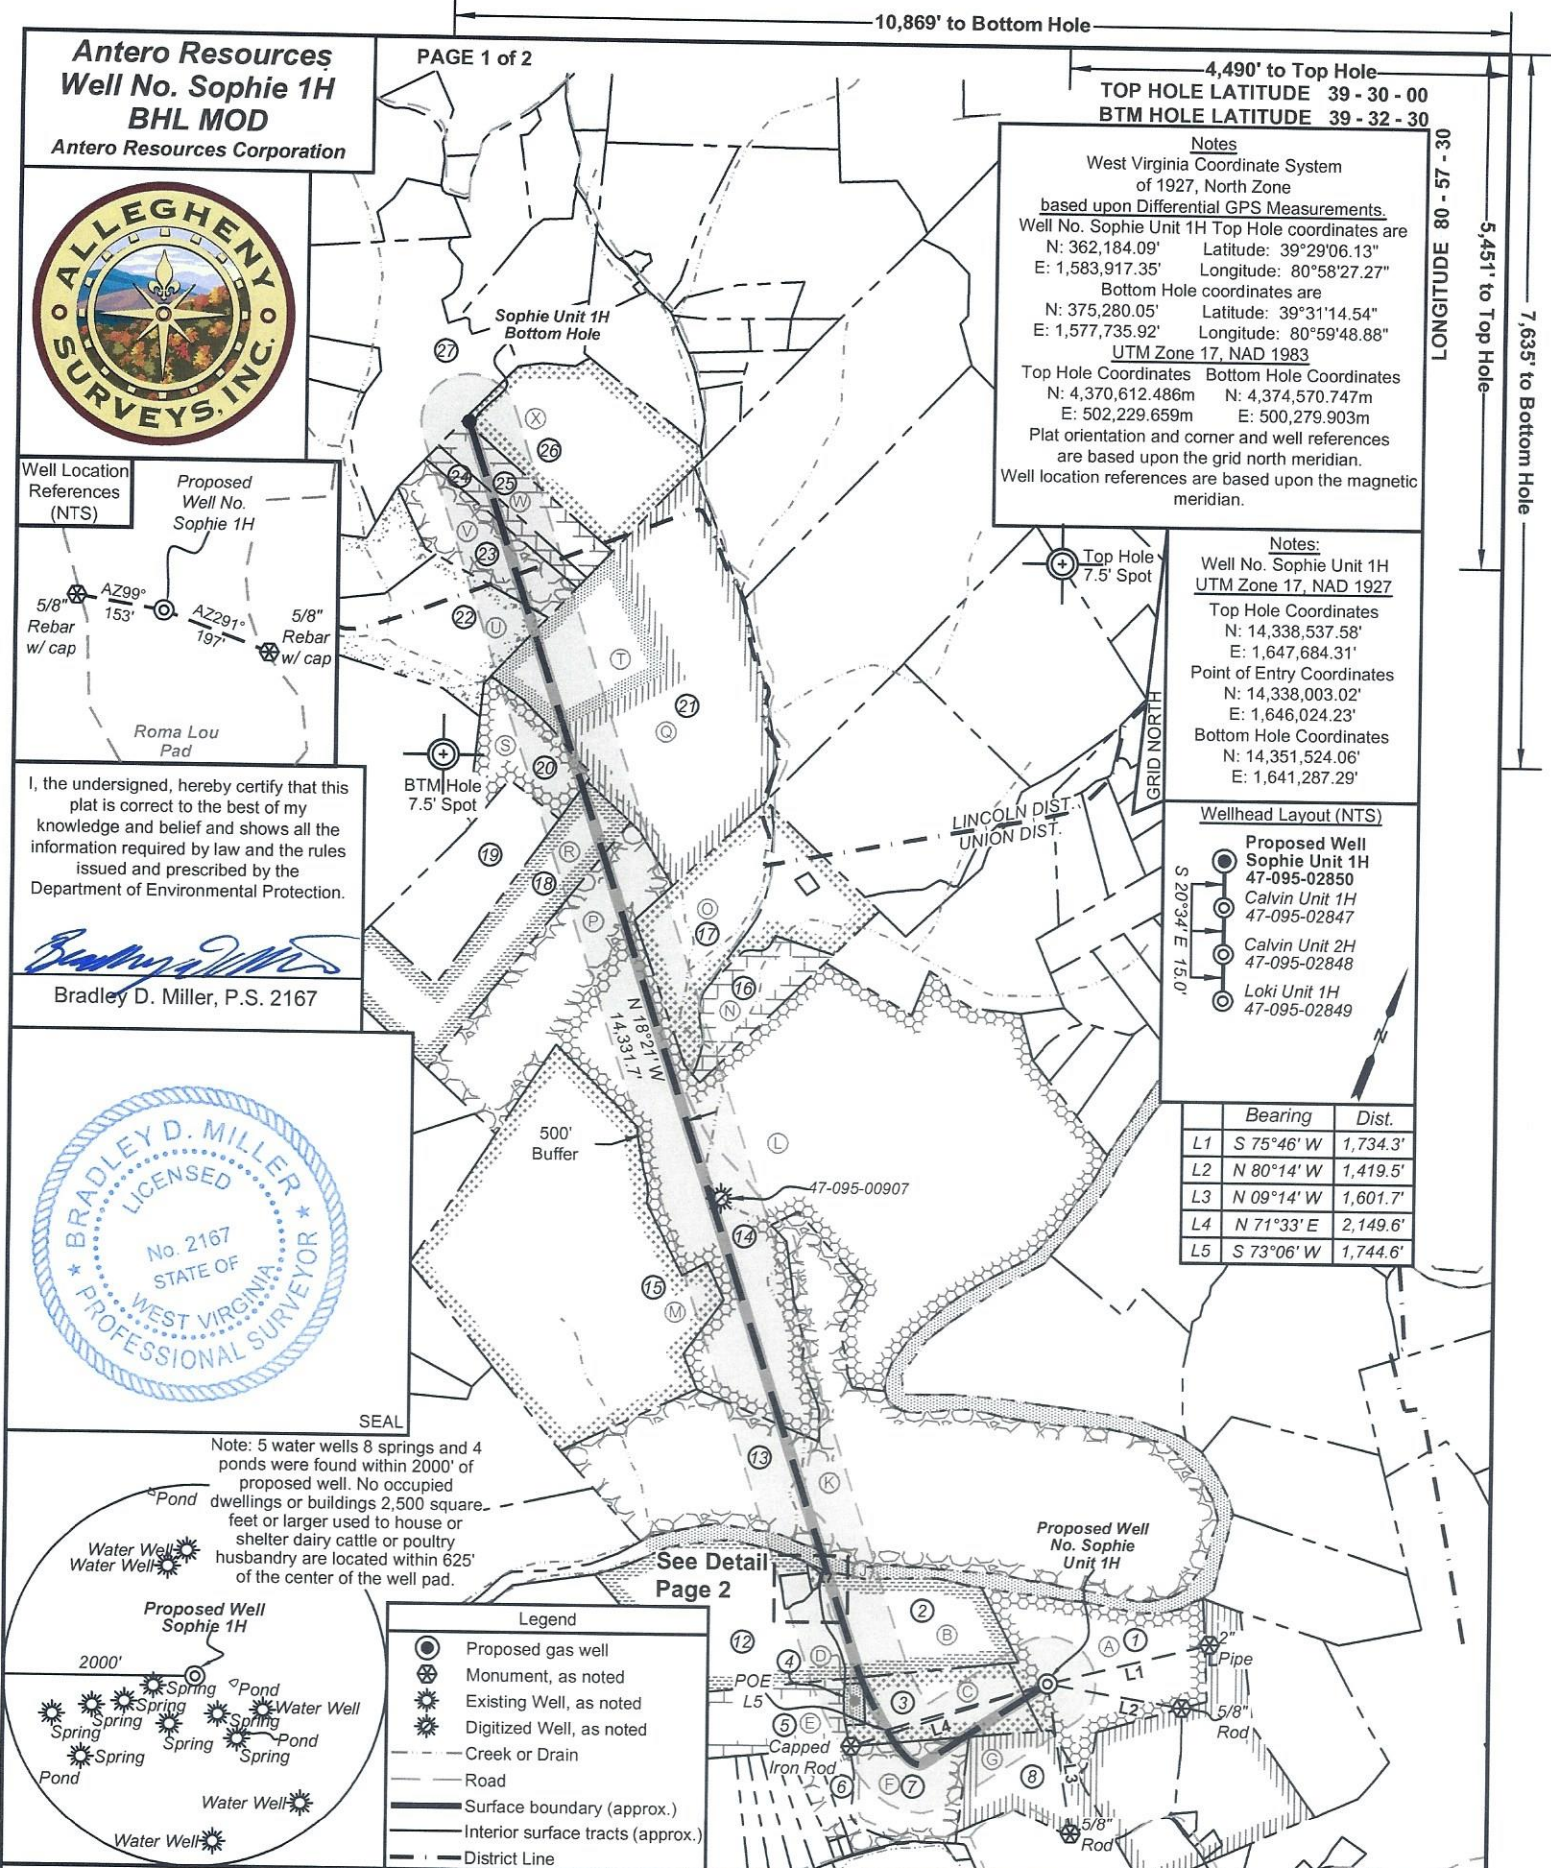 10,869' to Bottom Hole
Antero Resources
Well No. Sophie 1H
BHL MOD
Antero Resources Corporation
PAGE 1 of 2
4,490' to Top Hole
TOP HOLE LATITUDE 39 - 30 - 00
BTM HOLE LATITUDE 39 - 32 - 30
LONGITUDE 80 - 57 - 30
5,451' to Top Hole
7,635' to Bottom Hole
Notes
West Virginia Coordinate System
of 1927, North Zone
based upon Differential GPS Measurements.
Well No. Sophie Unit 1H Top Hole coordinates are
N: 362,184.09' Latitude: 39°29'06.13"
E: 1,583,917.35' Longitude: 80°58'27.27"
Bottom Hole coordinates are
N: 375,280.05' Latitude: 39°31'14.54"
E: 1,577,735.92' Longitude: 80°59'48.88"
UTM Zone 17, NAD 1983
Top Hole Coordinates Bottom Hole Coordinates
N: 4,370,612.486m N: 4,374,570.747m
E: 502,229.659m E: 500,279.903m
Plat orientation and corner and well references
are based upon the grid north meridian.
Well location references are based upon the magnetic
meridian.
ALLEGHENY
SURVEYS, INC.
Sophie Unit 1H
Bottom Hole
27
X
26
24
25
W
V
23
22
U
T
21
Q
S
20
19
R
18
P
O
17
16
N
Well Location
References
(NTS)
Proposed
Well No.
Sophie 1H
AZ99°
153'
AZ291°
197'
5/8"
Rebar
w/ cap
5/8"
Rebar
w/ cap
Roma Lou
Pad
Top Hole
7.5' Spot
BTM Hole
7.5' Spot
GRID NORTH
Notes:
Well No. Sophie Unit 1H
UTM Zone 17, NAD 1927
Top Hole Coordinates
N: 14,338,537.58'
E: 1,647,684.31'
Point of Entry Coordinates
N: 14,338,003.02'
E: 1,646,024.23'
Bottom Hole Coordinates
N: 14,351,524.06'
E: 1,641,287.29'
LINCOLN DIST.
UNION DIST.
I, the undersigned, hereby certify that this
plat is correct to the best of my
knowledge and belief and shows all the
information required by law and the rules
issued and prescribed by the
Department of Environmental Protection.
Bradley D. Miller, P.S. 2167
Wellhead Layout (NTS)
Proposed Well
Sophie Unit 1H
47-095-02850
Calvin Unit 1H
47-095-02847
Calvin Unit 2H
47-095-02848
Loki Unit 1H
47-095-02849
S 20°34' E 15.0'
N
Bearing Dist.
L1 S 75°46' W 1,734.3'
L2 N 80°14' W 1,419.5'
L3 N 09°14' W 1,601.7'
L4 N 71°33' E 2,149.6'
L5 S 73°06' W 1,744.6'
N 18°21' W
14,331.7'
500'
Buffer
L
47-095-00907
14
15
M
13
K
BRADLEY D. MILLER
LICENSED
No. 2167
STATE OF
WEST VIRGINIA
PROFESSIONAL SURVEYOR
SEAL
Note: 5 water wells 8 springs and 4
ponds were found within 2000' of
proposed well. No occupied
dwellings or buildings 2,500 square
feet or larger used to house or
shelter dairy cattle or poultry
husbandry are located within 625'
of the center of the well pad.
Pond
Water Well
Water Well
Proposed Well
Sophie 1H
2000'
Spring
Pond
Spring
Water Well
Spring
Spring
Spring
Spring
Pond
Spring
Spring
Pond
Water Well
Water Well
See Detail
Page 2
J
Proposed Well
No. Sophie
Unit 1H
2
B
A
1
2"
Pipe
L1
L2
5/8"
Rod
12
4
D
POE
L5
3
C
L4
5
E
Capped
Iron Rod
6
F
7
G
8
L3
5/8"
Rod
Legend
Proposed gas well
Monument, as noted
Existing Well, as noted
Digitized Well, as noted
Creek or Drain
Road
Surface boundary (approx.)
Interior surface tracts (approx.)
District Line